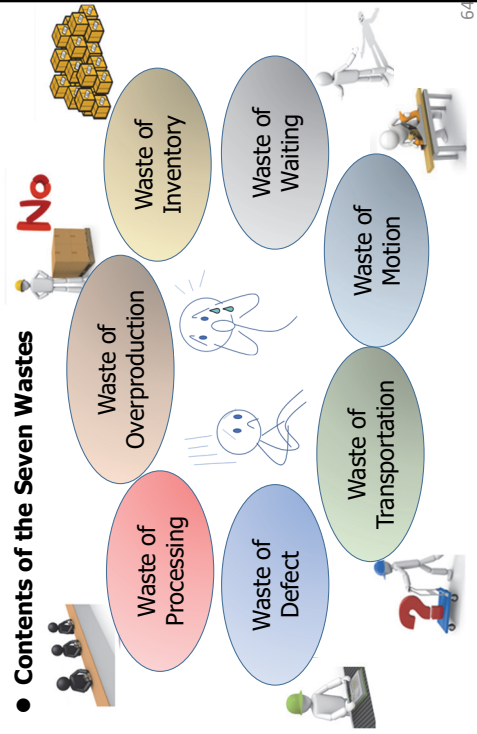 ● Contents of the Seven Wastes
No
Waste of
Overproduction
Waste of
Inventory
Waste of
Waiting
Waste of
Motion
Waste of
Transportation
Waste of
Defect
Waste of
Processing
?
64